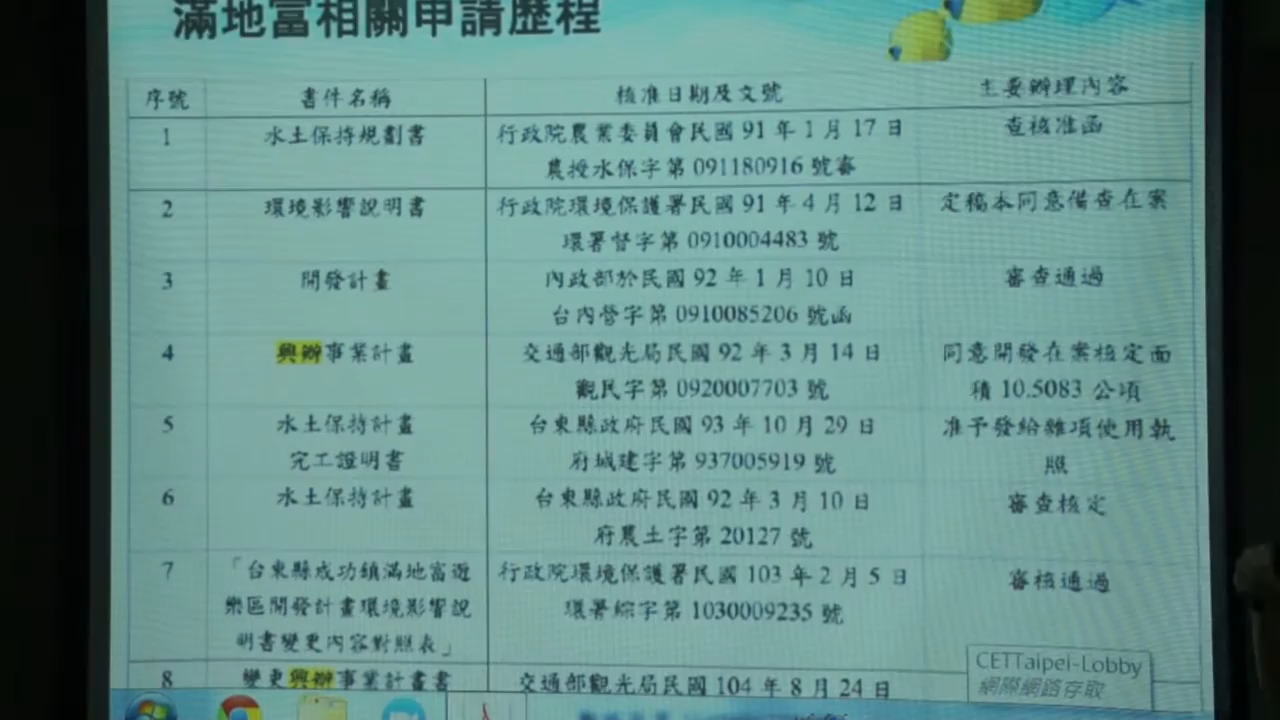 滿地富相關申請歷程
序號 書件名稱 核准日期及文號 主要辦理內容
1 水土保持規劃書 行政院農業委員會民國 91 年 1 月 17 日 查核准函
農授水保字第 091180916 號審
2 環境影響說明書 行政院環境保護署民國 91 年 4 月 12 日 定稿本同意備查在案
環署督字第 0910004483 號
3 開發計畫 內政部於民國 92 年 1 月 10 日 審查通過
台內營字第 0910085206 號函
4 興辦事業計畫 交通部觀光局民國 92 年 3 月 14 日 同意開發在案核定面
觀民字第 0920007703 號 積 10.5083 公頃
5 水土保持計畫 台東縣政府民國 93 年 10 月 29 日 准予發給雜項使用執
完工證明書 府城建字第 937005919 號 照
6 水土保持計畫 台東縣政府民國 92 年 3 月 10 日 審查核定
府農土字第 20127 號
7 「台東縣成功鎮滿地富遊 行政院環境保護署民國 103 年 2 月 5 日 審核通過
樂區開發計畫環境影響說 環署綜字第 1030009235 號
明書變更內容對照表」
8 變更興辦事業計畫書 交通部觀光局民國 104 年 8 月 24 日
CETTaipei-Lobby
網際網路存取